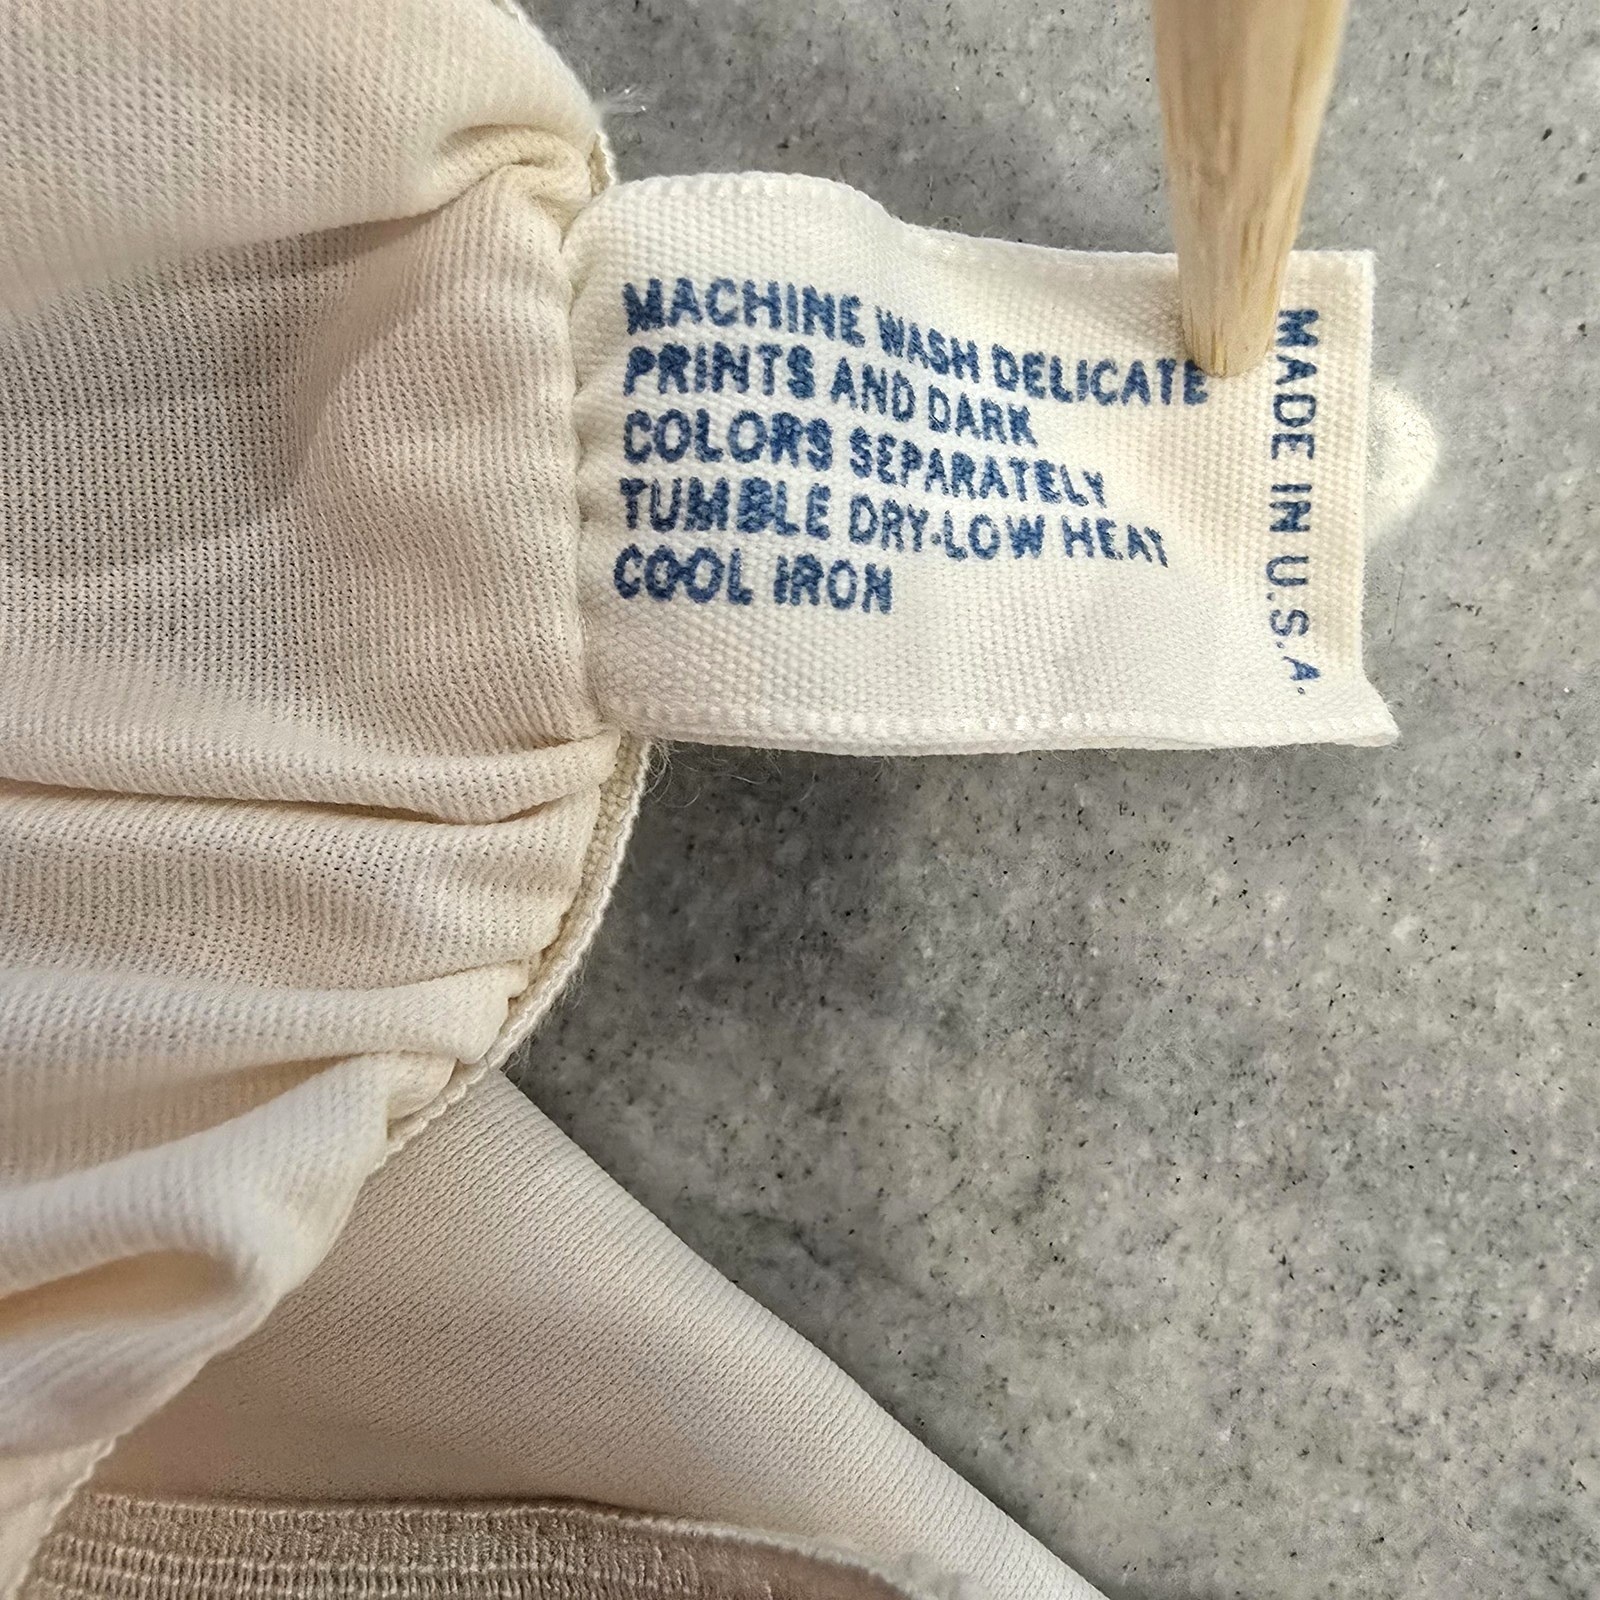 MACHINE WASH DELICATE
PRINTS AND DARK
COLORS SEPARATELY
TUMBLE DRY-LOW HEAT
COOL IRON
MADE IN U.S.A.